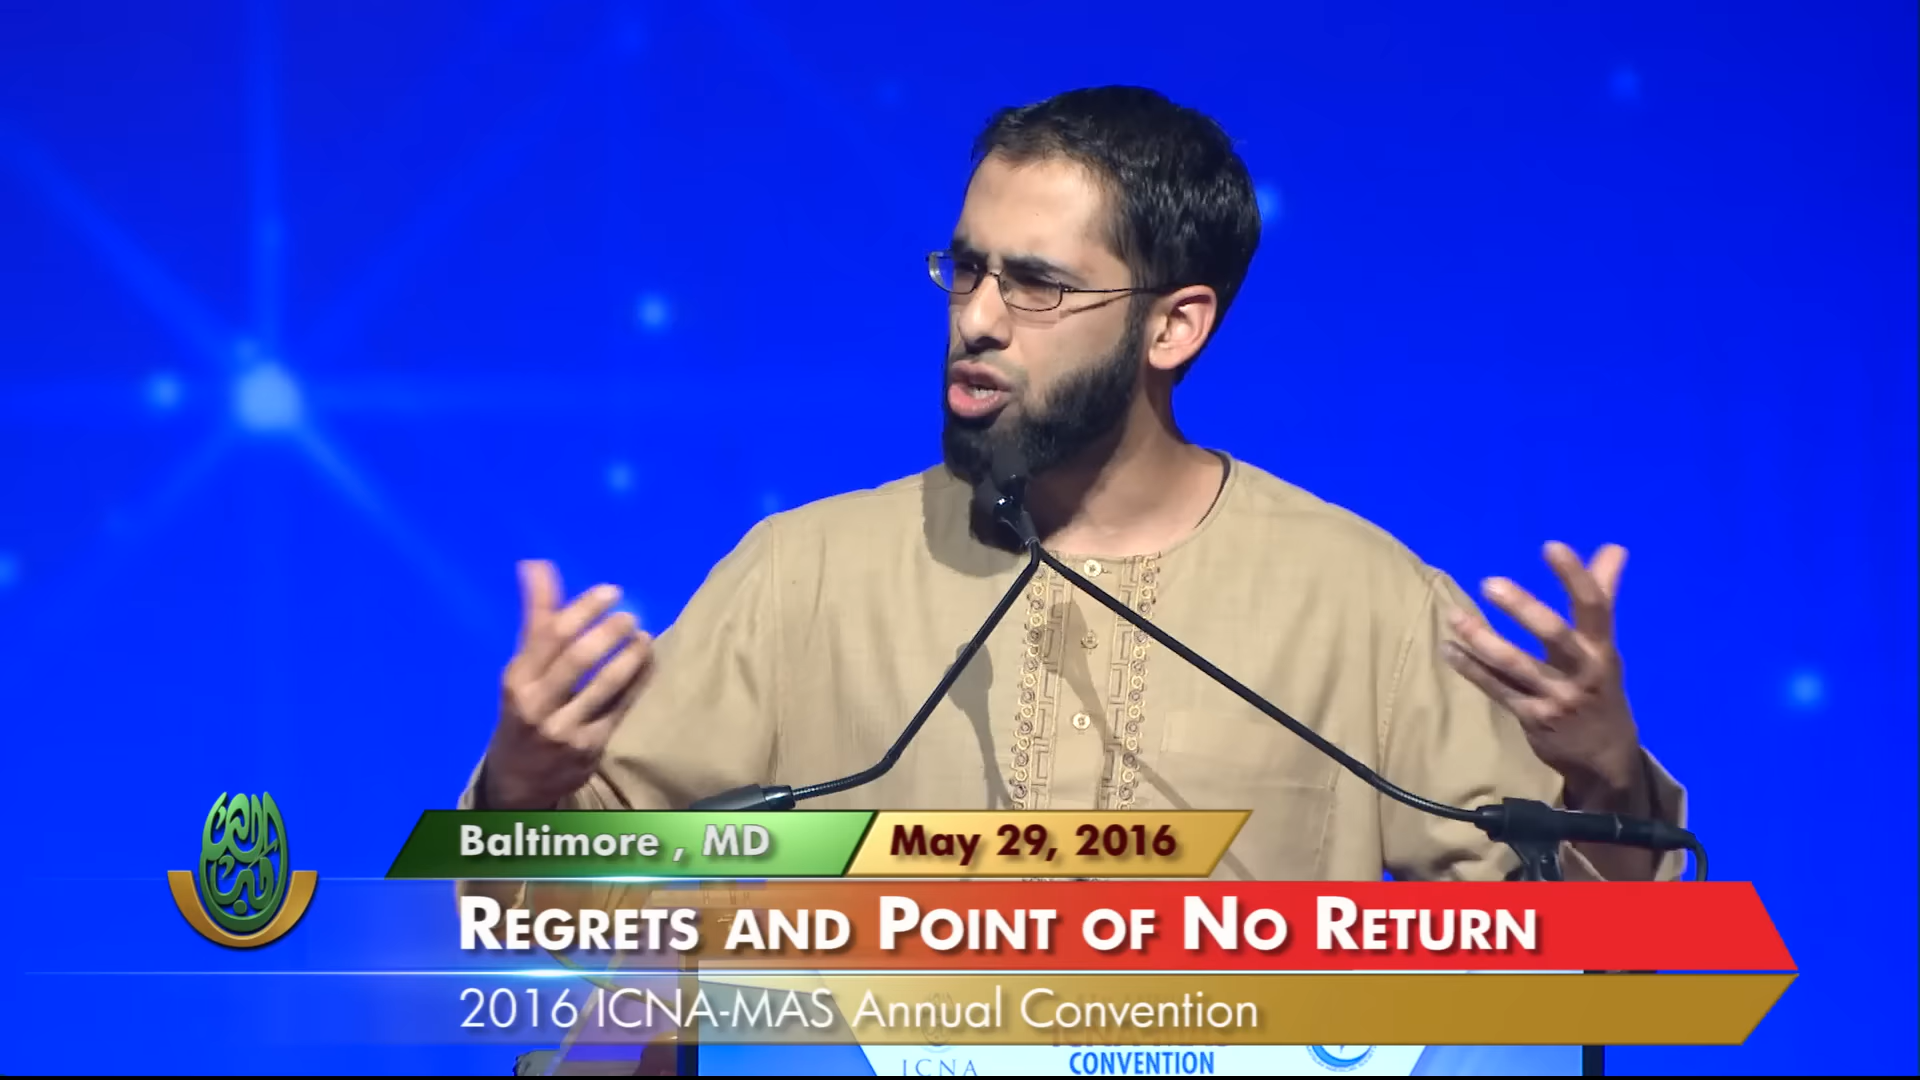 Baltimore , MD
May 29, 2016
REGRETS AND POINT OF NO RETURN
2016 ICNA-MAS Annual Convention
ICNA
CONVENTION